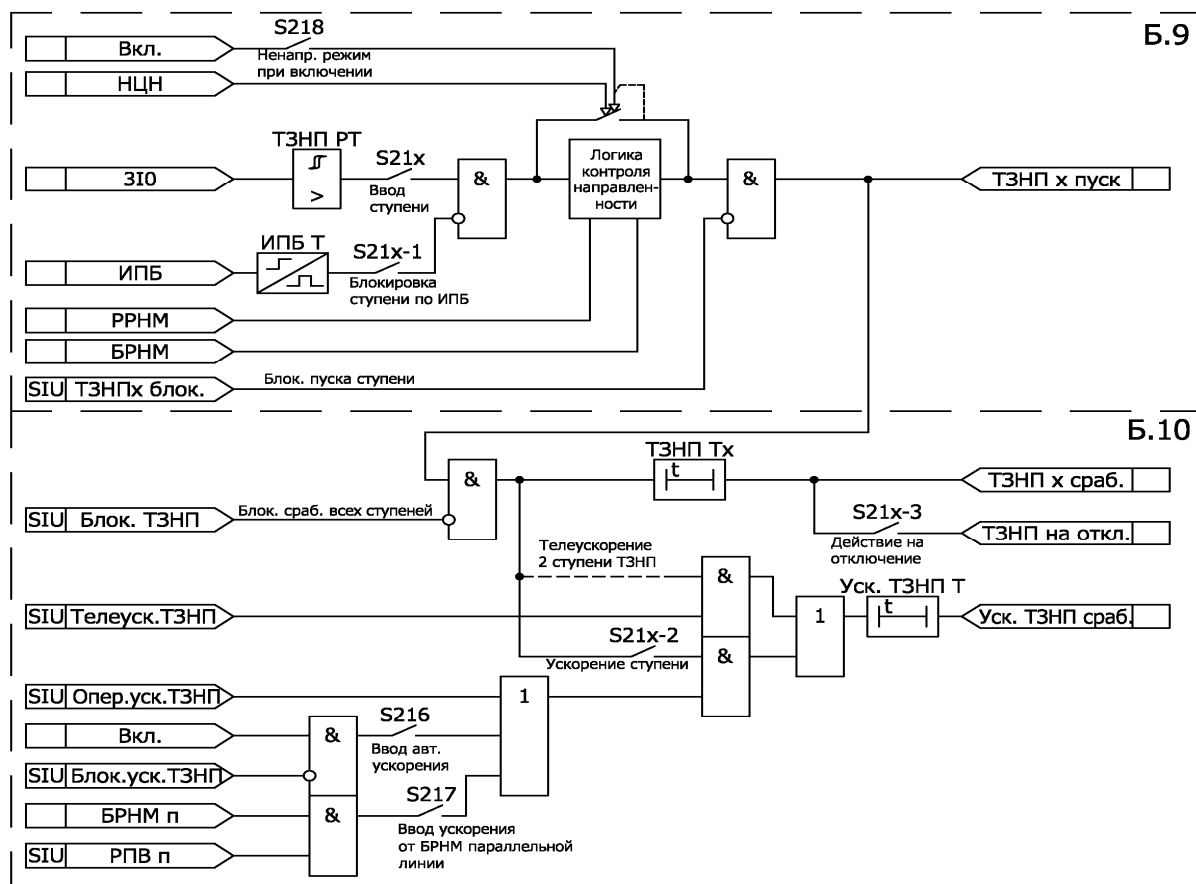 Б.9
Вкл.
S218
Ненапр. режим
при включении
НЦН
ТЗНП РТ
3I0
>
S21x
Ввод
ступени
&
Логика
контроля
направлен-
ности
&
ТЗНП х пуск
ИПБ Т
ИПБ
S21x-1
Блокировка
ступени по ИПБ
РРНМ
БРНМ
SIU ТЗНПх блок.
Блок. пуска ступени
Б.10
ТЗНП Тх
&
t
ТЗНП х сраб.
SIU Блок. ТЗНП
Блок. сраб. всех ступеней
S21x-3
Действие на
отключение
ТЗНП на откл.
Телеускорение
2 ступени ТЗНП
&
Уск. ТЗНП Т
SIU Телеуск.ТЗНП
1
t
Уск. ТЗНП сраб.
S21x-2
Ускорение ступени
&
SIU Опер.уск.ТЗНП
1
Вкл.
&
S216
Ввод авт.
ускорения
SIU Блок.уск.ТЗНП
БРНМ п
&
S217
Ввод ускорения
от БРНМ параллельной
линии
SIU РПВ п